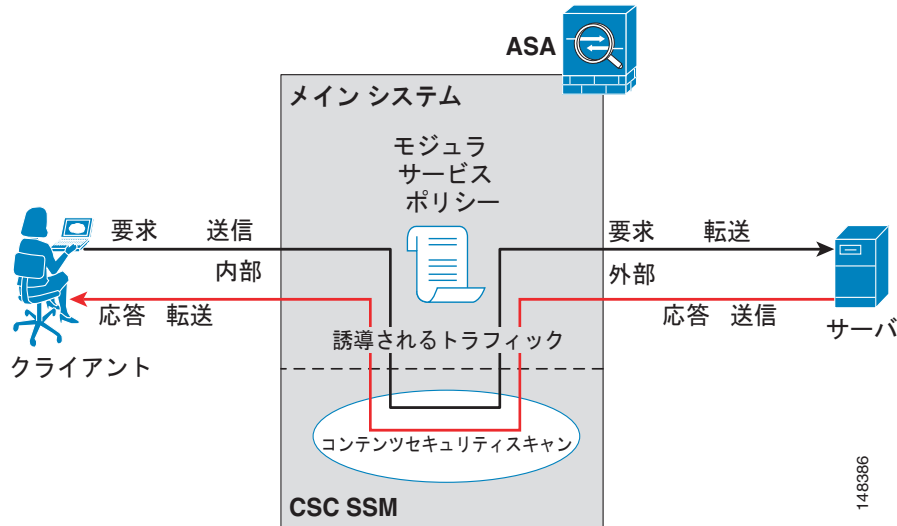 ASA
メイン システム
モジュラ
サービス
ポリシー
要求 送信
要求 転送
内部
外部
応答 転送
応答 送信
誘導されるトラフィック
クライアント
サーバ
コンテンツセキュリティスキャン
CSC SSM
148386